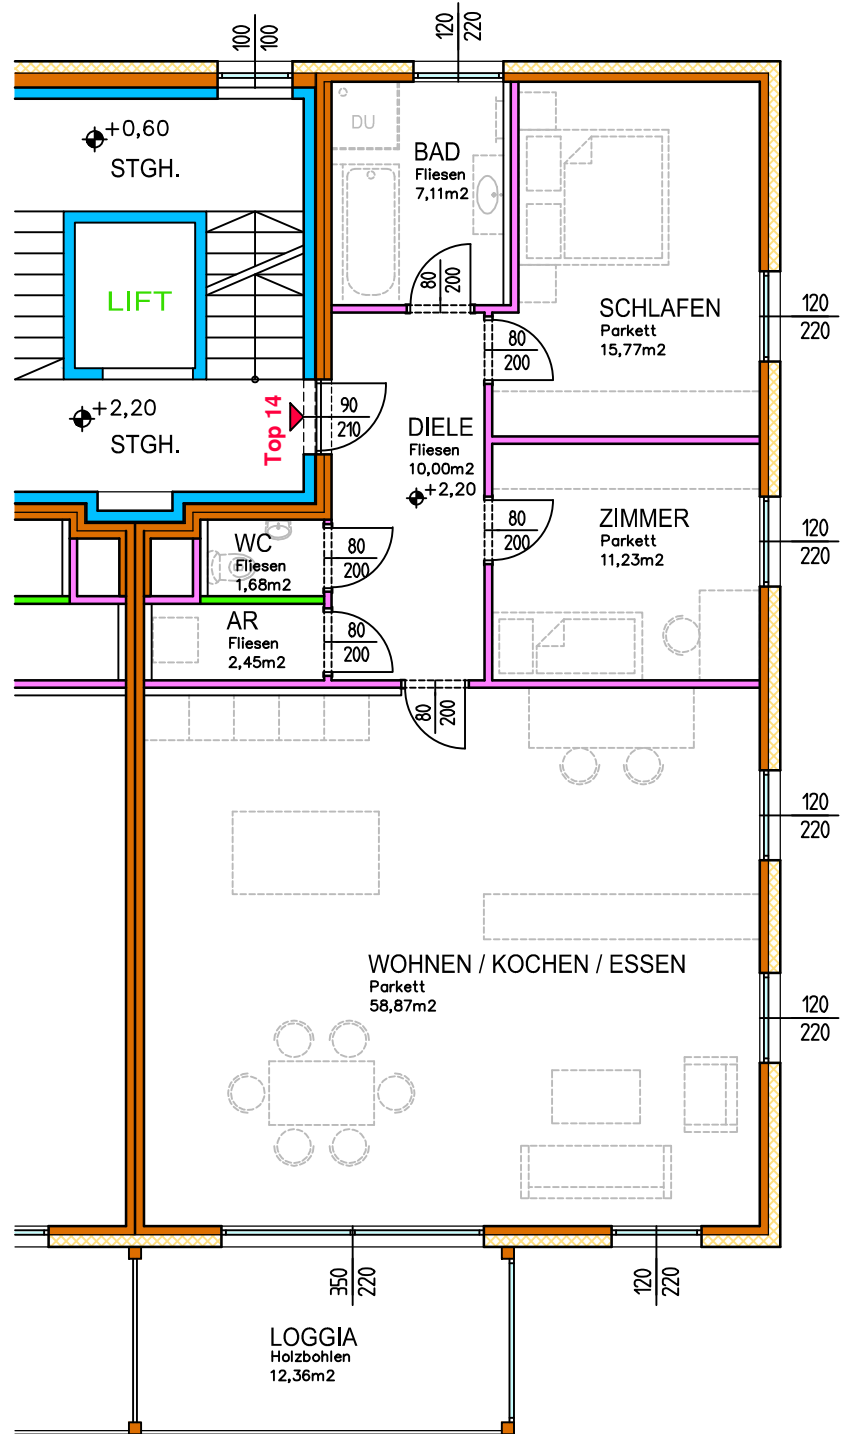 100
100
120
220
+0,60
STGH.
DU
BAD
Fliesen
7,11m2
80
200
LIFT
SCHLAFEN
Parkett
15,77m2
120
220
80
200
+2,20
STGH.
Top 14
90
210
DIELE
Fliesen
10,00m2
+2,20
ZIMMER
Parkett
11,23m2
80
200
120
220
WC
Fliesen
1,68m2
80
200
AR
Fliesen
2,45m2
80
200
80
200
120
220
WOHNEN / KOCHEN / ESSEN
Parkett
58,87m2
120
220
350
220
120
220
LOGGIA
Holzbohlen
12,36m2